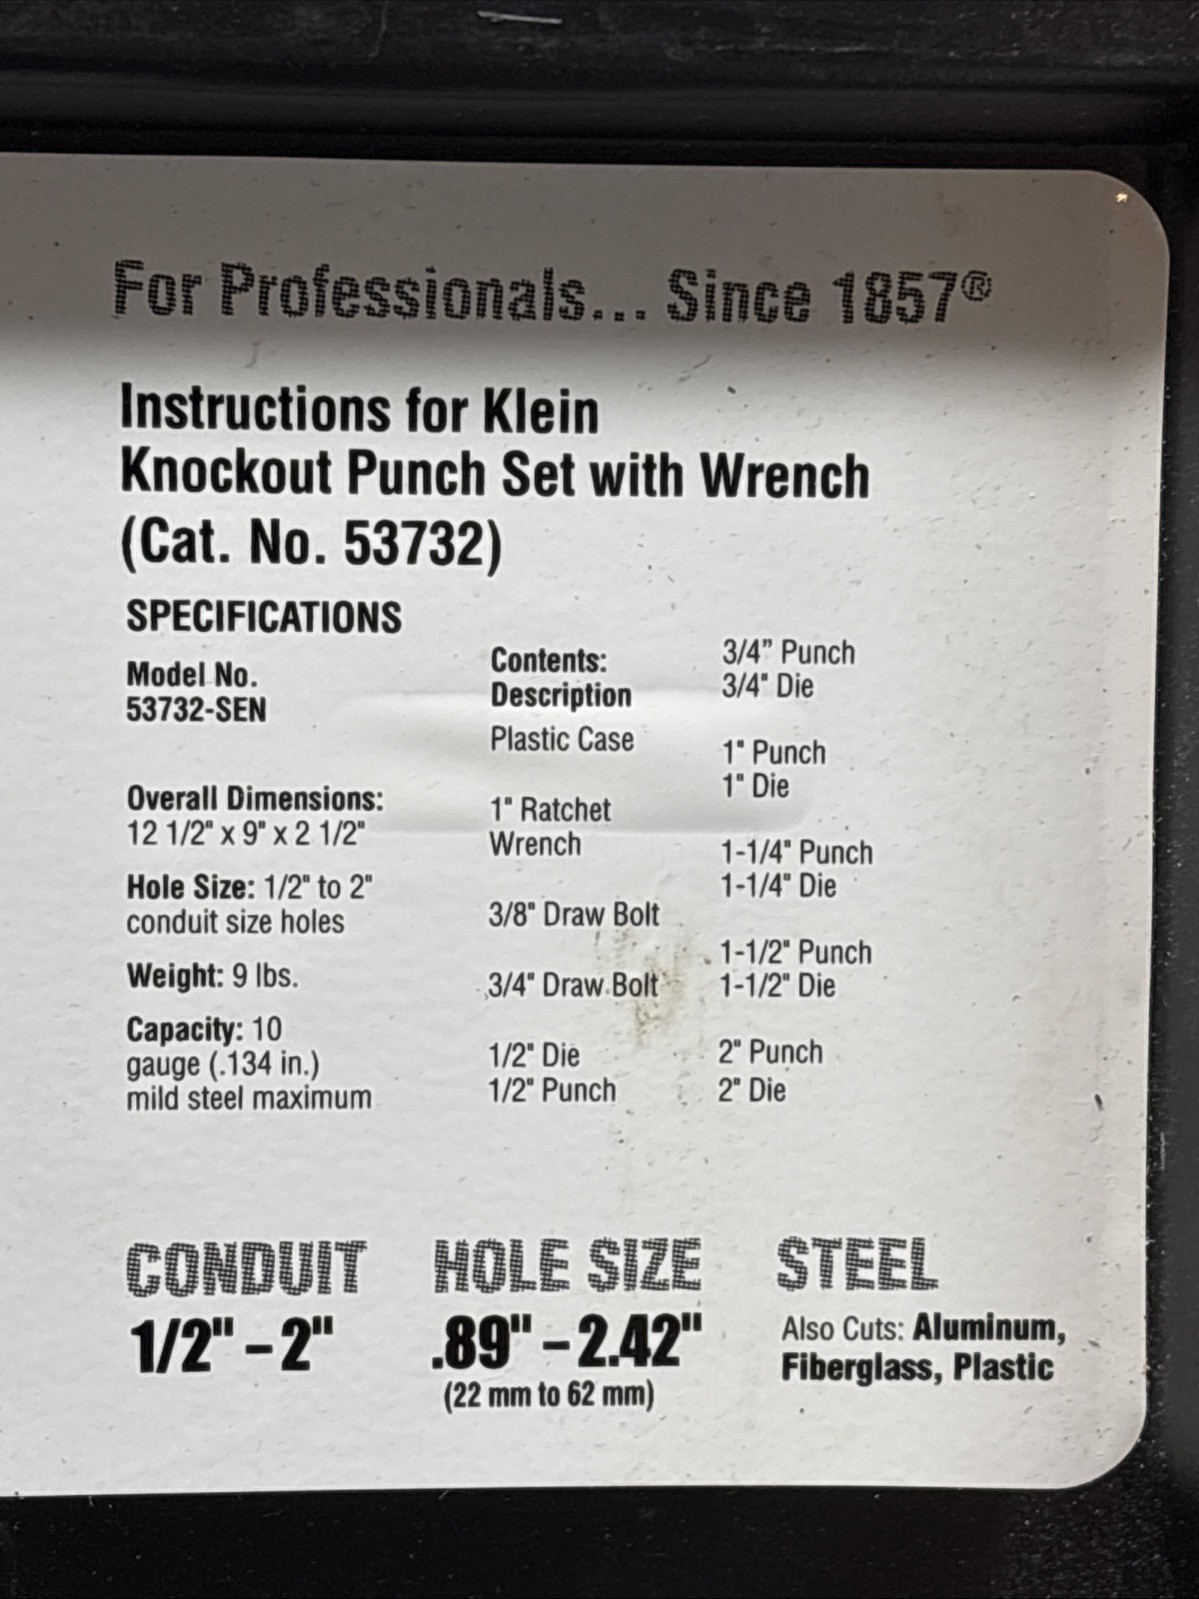 For Professionals... Since 1857®
Instructions for Klein
Knockout Punch Set with Wrench
(Cat. No. 53732)
SPECIFICATIONS
Model No.
53732-SEN
Overall Dimensions:
12 1/2" x 9" x 2 1/2"
Hole Size: 1/2" to 2"
conduit size holes
Weight: 9 lbs.
Capacity: 10
gauge (.134 in.)
mild steel maximum
Contents:
Description
Plastic Case
1" Ratchet
Wrench
3/8" Draw Bolt
3/4" Draw Bolt
1/2" Die
1/2" Punch
3/4" Punch
3/4" Die
1" Punch
1" Die
1-1/4" Punch
1-1/4" Die
1-1/2" Punch
1-1/2" Die
2" Punch
2" Die
CONDUIT
1/2" – 2"
HOLE SIZE
.89" – 2.42"
(22 mm to 62 mm)
STEEL
Also Cuts: Aluminum,
Fiberglass, Plastic